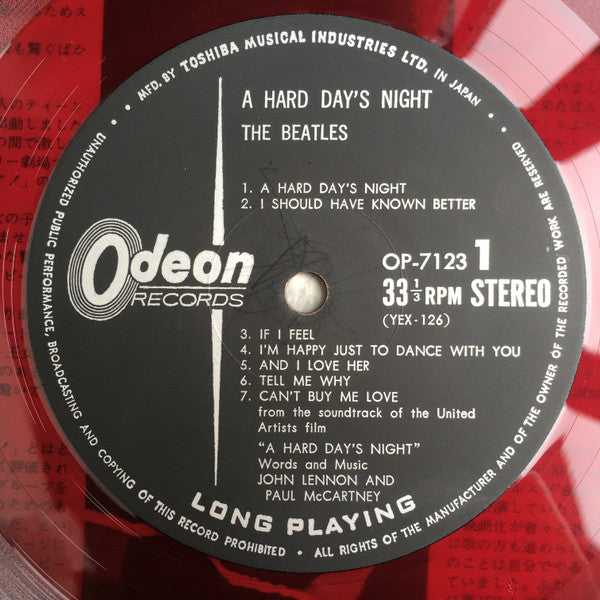 MFD. BY TOSHIBA MUSICAL INDUSTRIES LTD. IN JAPAN
A HARD DAY'S NIGHT
THE BEATLES
1. A HARD DAY'S NIGHT
2. I SHOULD HAVE KNOWN BETTER
Odeon
RECORDS
OP-7123 1
33 1/3 RPM STEREO
(YEX-126)
3. IF I FEEL
4. I'M HAPPY JUST TO DANCE WITH YOU
5. AND I LOVE HER
6. TELL ME WHY
7. CAN'T BUY ME LOVE
from the soundtrack of the United
Artists film
"A HARD DAY'S NIGHT"
Words and Music
JOHN LENNON AND
PAUL McCARTNEY
LONG PLAYING
UNAUTHORIZED PUBLIC PERFORMANCE, BROADCASTING AND COPYING OF THIS RECORD PROHIBITED • ALL RIGHTS OF THE MANUFACTURER AND OF THE OWNER OF THE RECORDED WORK ARE RESERVED